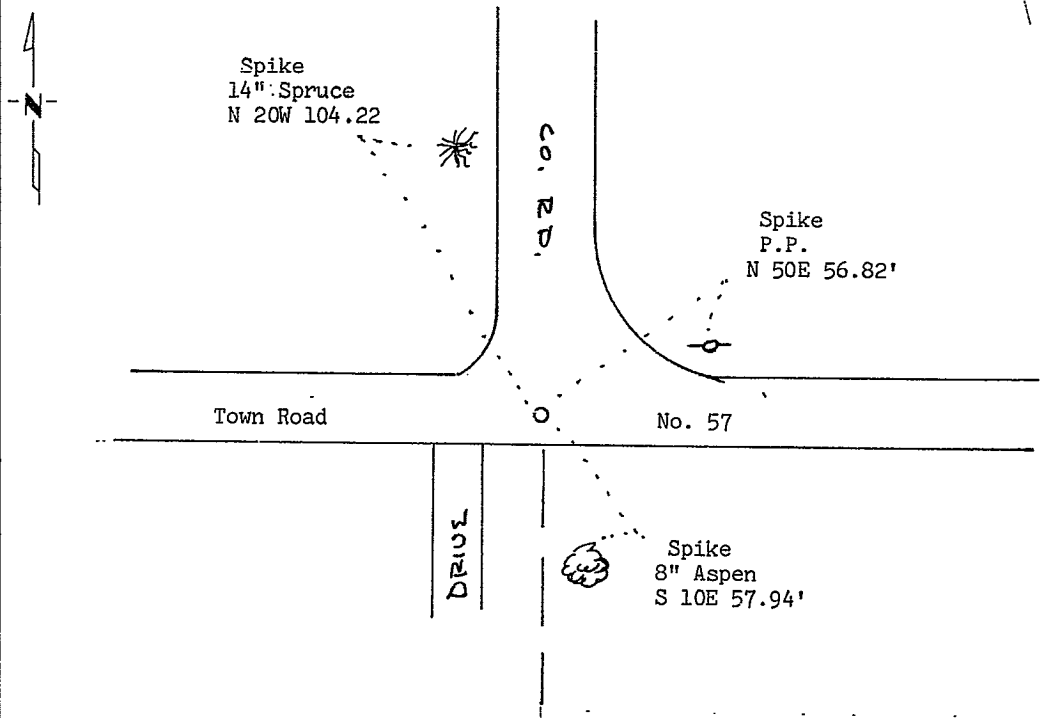 N
Spike
14" Spruce
N 20W 104.22
CO. RD.
Spike
P.P.
N 50E 56.82'
Town Road
No. 57
DRIVE
Spike
8" Aspen
S 10E 57.94'